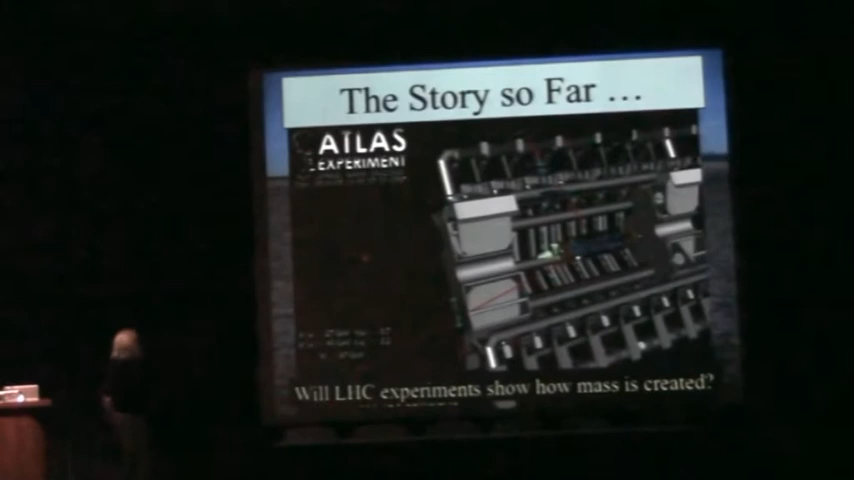 The Story so Far ...
ATLAS
EXPERIMENT
Will LHC experiments show how mass is created?